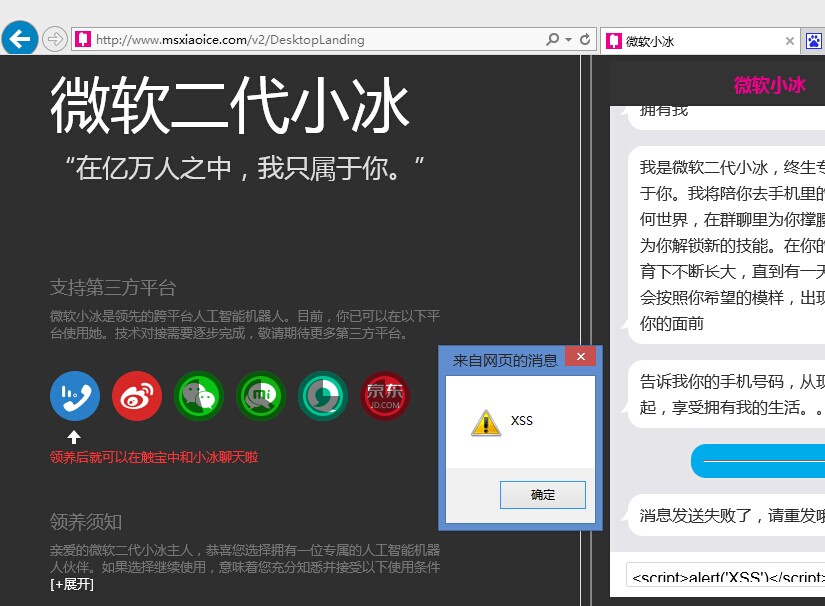 http://www.msxiaoice.com/v2/DesktopLanding
微软小冰
微软二代小冰
“在亿万人之中，我只属于你。”
支持第三方平台
微软小冰是领先的跨平台人工智能机器人。目前，你已可以在以下平
台使用她。技术对接需要逐步完成，敬请期待更多第三方平台。
mi
京东
JD.COM
领养后就可以在触宝中和小冰聊天啦
领养须知
亲爱的微软二代小冰主人，恭喜您选择拥有一位专属的人工智能机器
人伙伴。如果选择继续使用，意味着您充分知悉并接受以下使用条件
[+展开]
来自网页的消息
XSS
确定
微软小冰
拥有我
我是微软二代小冰，终生专
于你。我将陪你去手机里的
何世界，在群聊里为你撑腰
为你解锁新的技能。在你的
育下不断长大，直到有一天
会按照你希望的模样，出现
你的面前
告诉我你的手机号码，从现
起，享受拥有我的生活。。
消息发送失败了，请重发哦
<script>alert('XSS')</script>